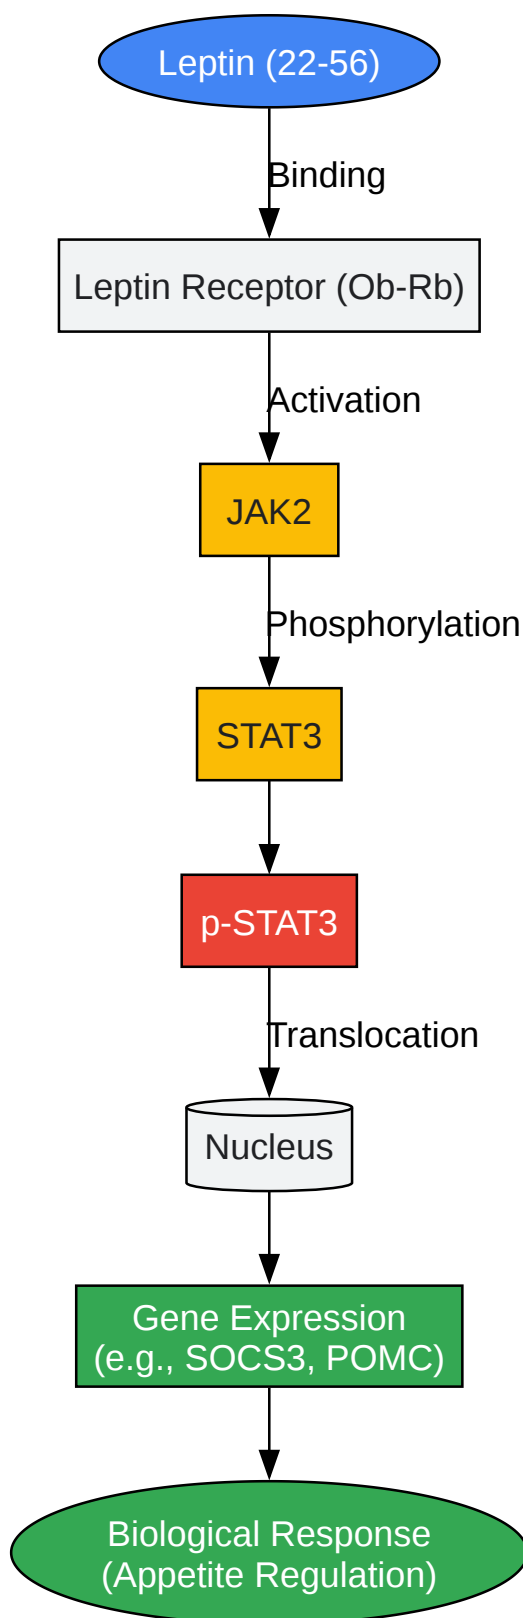 Leptin (22-56)
Binding
Leptin Receptor (Ob-Rb)
Activation
JAK2
Phosphorylation
STAT3
p-STAT3
Translocation
Nucleus
Gene Expression
(e.g., SOCS3, POMC)
Biological Response
(Appetite Regulation)